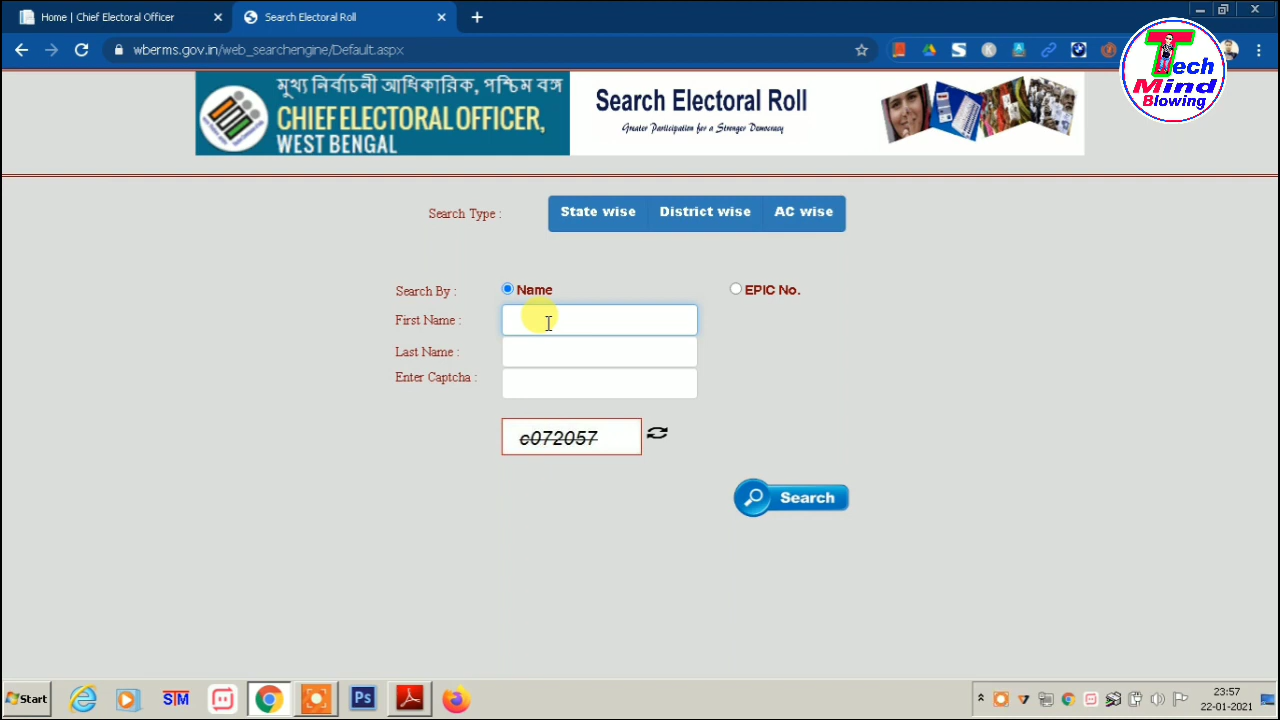 Home | Chief Electoral Officer
Search Electoral Roll
wberms.gov.in/web_searchengine/Default.aspx
Tech
Mind
Blowing
মুখ্য নির্বাচনী আধিকারিক, পশ্চিম বঙ্গ
CHIEF ELECTORAL OFFICER,
WEST BENGAL
Search Electoral Roll
Greater Participation for a Stronger Democracy
Search Type :
State wise
District wise
AC wise
Search By :
Name
EPIC No.
First Name :
Last Name :
Enter Captcha :
c072057
Search
Start
SM
Ps
23:57
22-01-2021